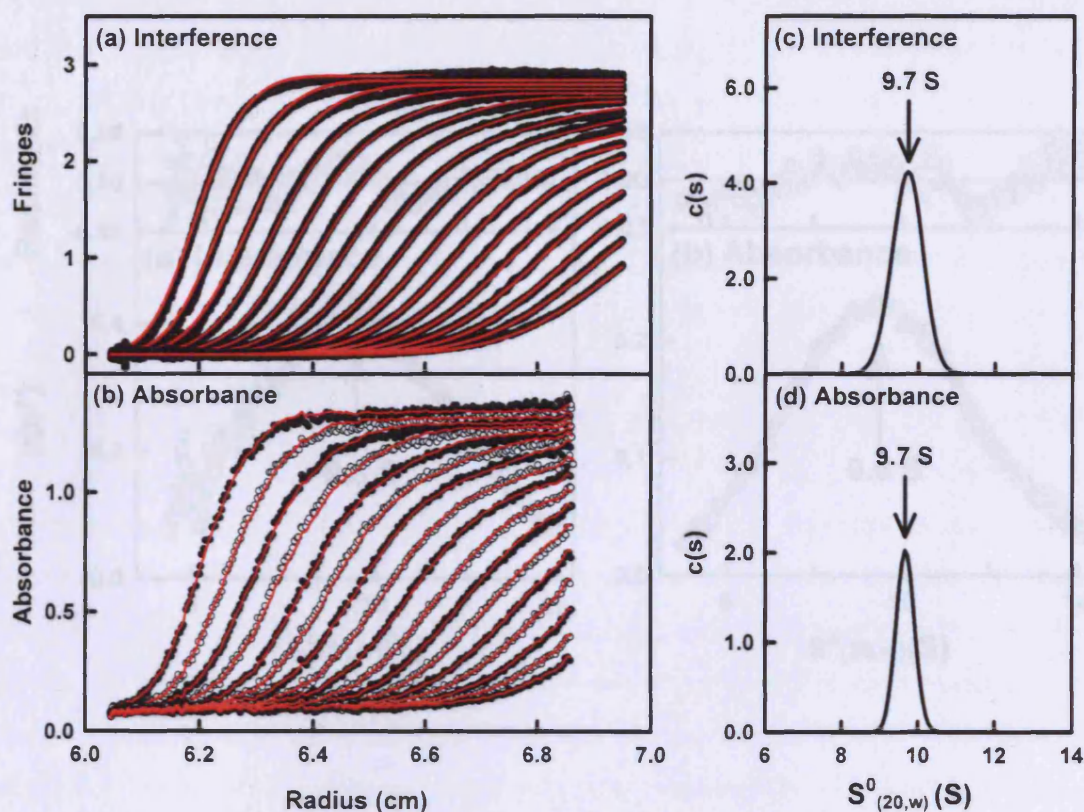 (a) Interference
3
2
1
0
Fringes
(b) Absorbance
1.0
0.5
0.0
Absorbance
6.0 6.2 6.4 6.6 6.8 7.0
Radius (cm)
(c) Interference
9.7 S
6.0
4.0
2.0
0.0
c(s)
(d) Absorbance
9.7 S
3.0
2.0
1.0
0.0
c(s)
6 8 10 12 14
S⁰(20,w)(S)
(b) Absorbance